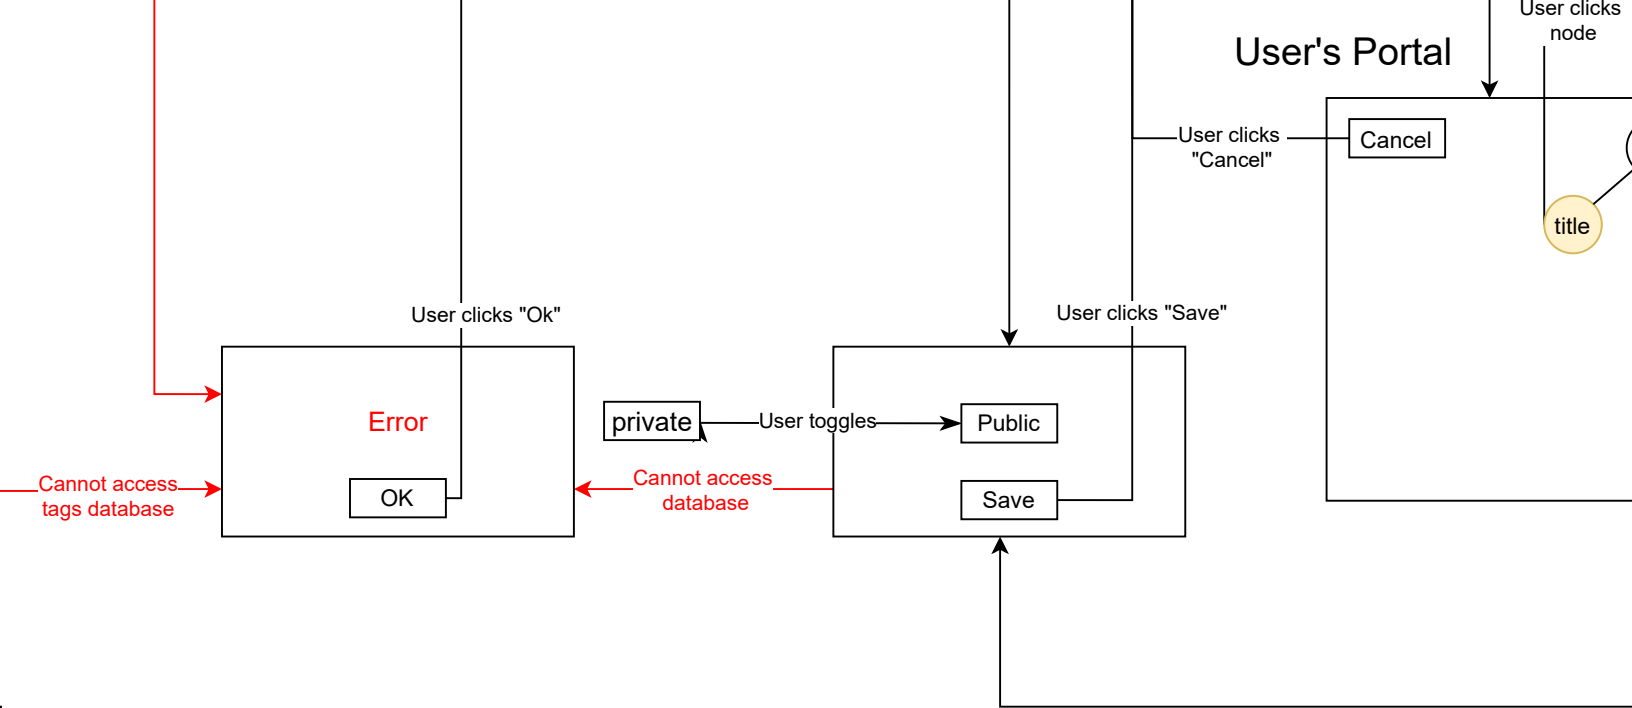 User clicks
node
User's Portal
User clicks
"Cancel"
Cancel
title
User clicks "Ok"
User clicks "Save"
Error
private
User toggles
Public
Cannot access
tags database
OK
Cannot access
database
Save